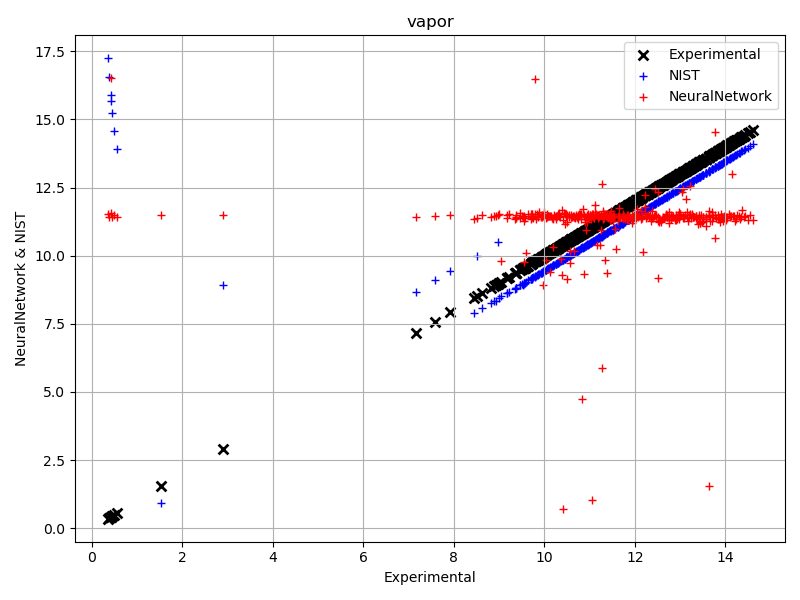 vapor
Experimental
NIST
NeuralNetwork
NeuralNetwork & NIST
17.5
15.0
12.5
10.0
7.5
5.0
2.5
0.0
0 2 4 6 8 10 12 14
Experimental